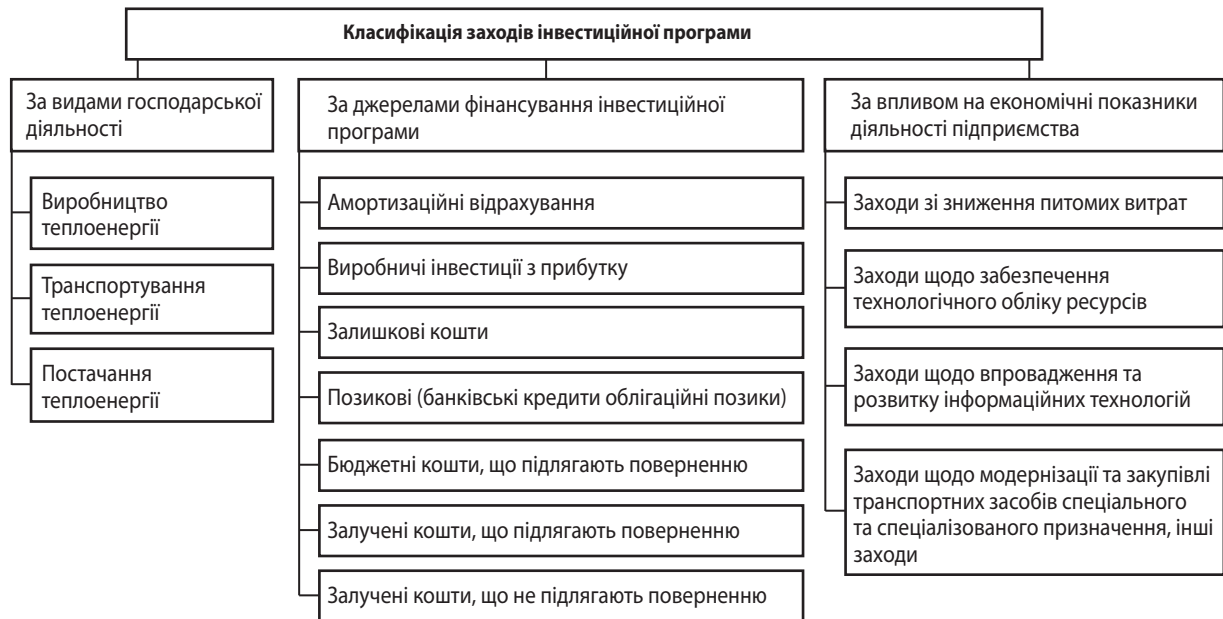 Класифікація заходів інвестиційної програми
За видами господарської
діяльності
Виробництво
теплоенергії
Транспортування
теплоенергії
Постачання
теплоенергії
За джерелами фінансування інвестиційної
програми
Амортизаційні відрахування
Виробничі інвестиції з прибутку
Залишкові кошти
Позикові (банківські кредити облігаційні позики)
Бюджетні кошти, що підлягають поверненню
Залучені кошти, що підлягають поверненню
Залучені кошти, що не підлягають поверненню
За впливом на економічні показники
діяльності підприємства
Заходи зі зниження питомих витрат
Заходи щодо забезпечення
технологічного обліку ресурсів
Заходи щодо впровадження та
розвитку інформаційних технологій
Заходи щодо модернізації та закупівлі
транспортних засобів спеціального
та спеціалізованого призначення, інші
заходи